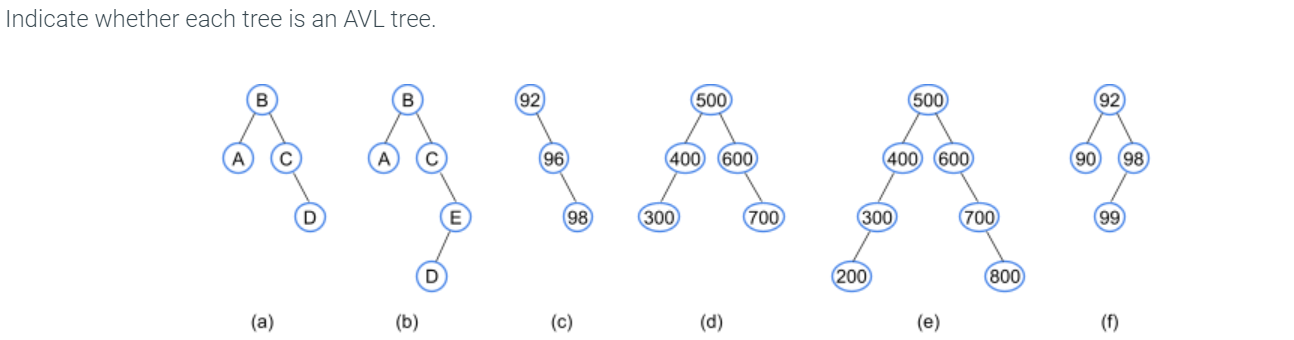 Indicate whether each tree is an AVL tree.
B B 92 500 500 92
A C A C 96 400 600 400 600 90 98
D E 98 300 700 300 700 99
D 200 800
(a) (b) (c) (d) (e) (f)